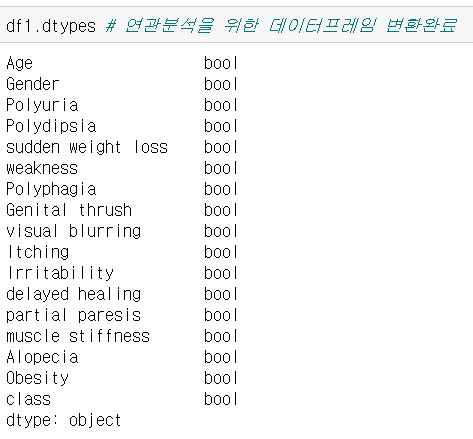 df1.dtypes # 연관분석을 위한 데이터프레임 변환완료
Age bool
Gender bool
Polyuria bool
Polydipsia bool
sudden weight loss bool
weakness bool
Polyphagia bool
Genital thrush bool
visual blurring bool
Itching bool
Irritability bool
delayed healing bool
partial paresis bool
muscle stiffness bool
Alopecia bool
Obesity bool
class bool
dtype: object